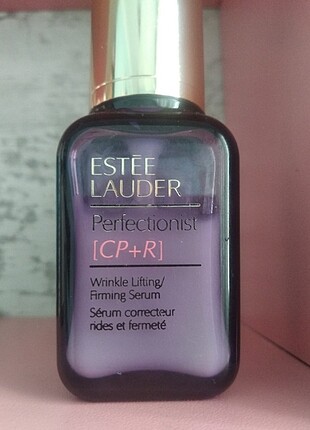 ESTĒE
LAUDER
Perfectionist
[CP+R]
Wrinkle Lifting/
Firming Serum
Sérum correcteur
rides et fermeté